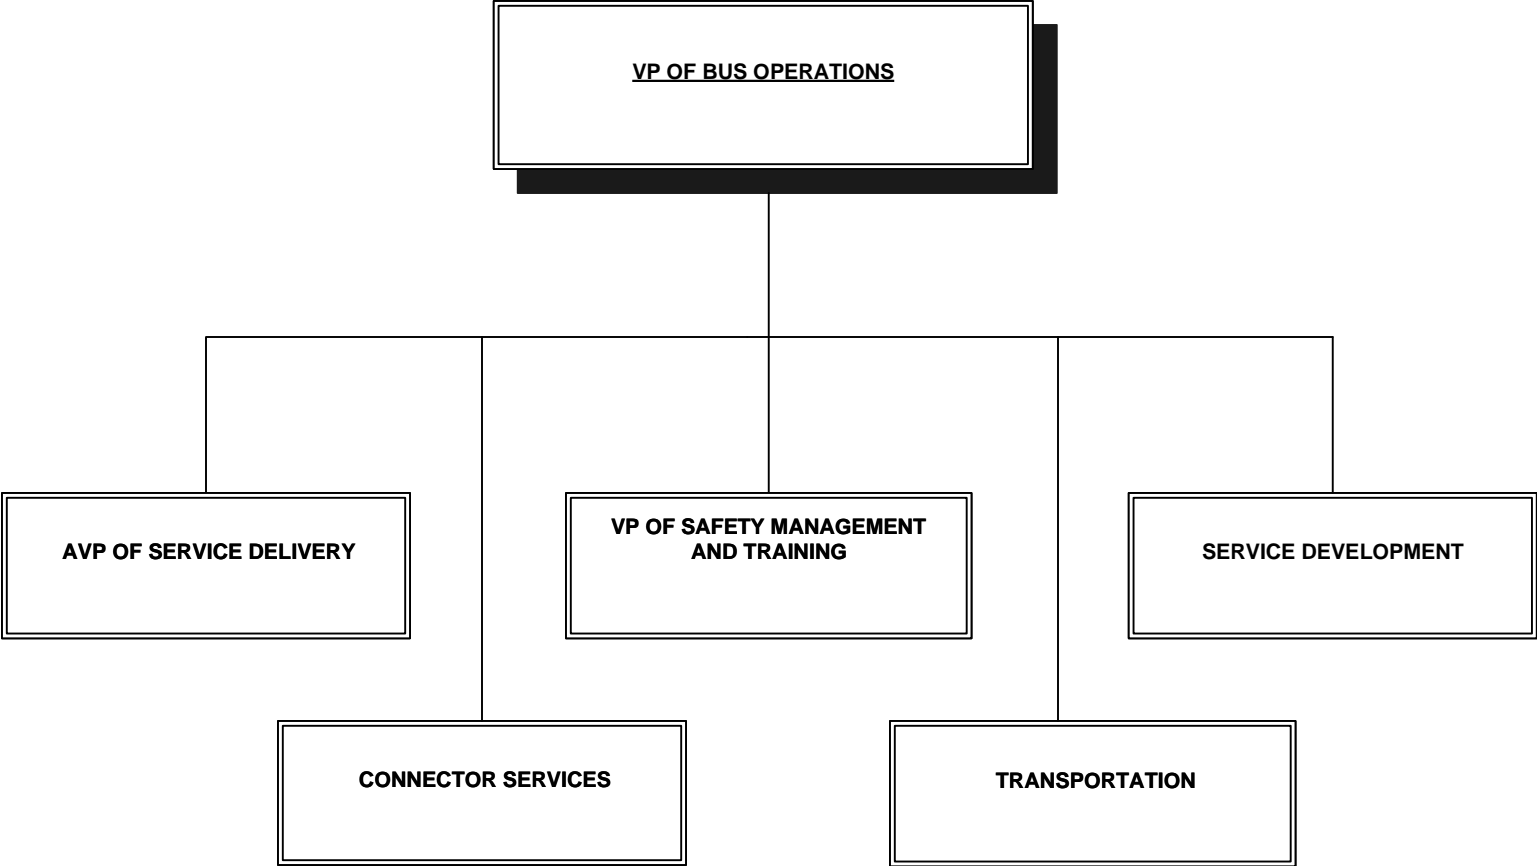 VP OF BUS OPERATIONS
AVP OF SERVICE DELIVERY
VP OF SAFETY MANAGEMENT
AND TRAINING
SERVICE DEVELOPMENT
CONNECTOR SERVICES
TRANSPORTATION